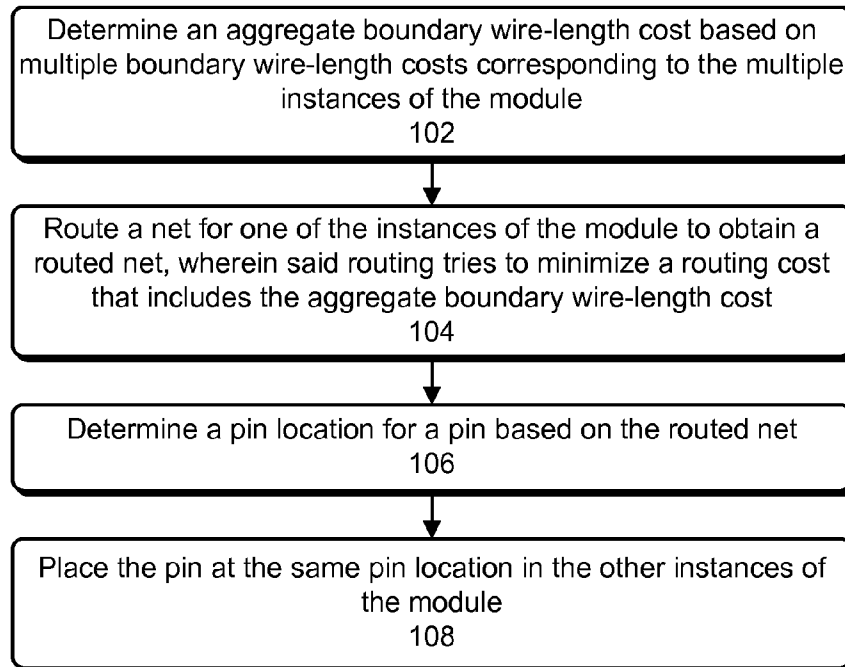 Determine an aggregate boundary wire-length cost based on
multiple boundary wire-length costs corresponding to the multiple
instances of the module
102
Route a net for one of the instances of the module to obtain a
routed net, wherein said routing tries to minimize a routing cost
that includes the aggregate boundary wire-length cost
104
Determine a pin location for a pin based on the routed net
106
Place the pin at the same pin location in the other instances of
the module
108